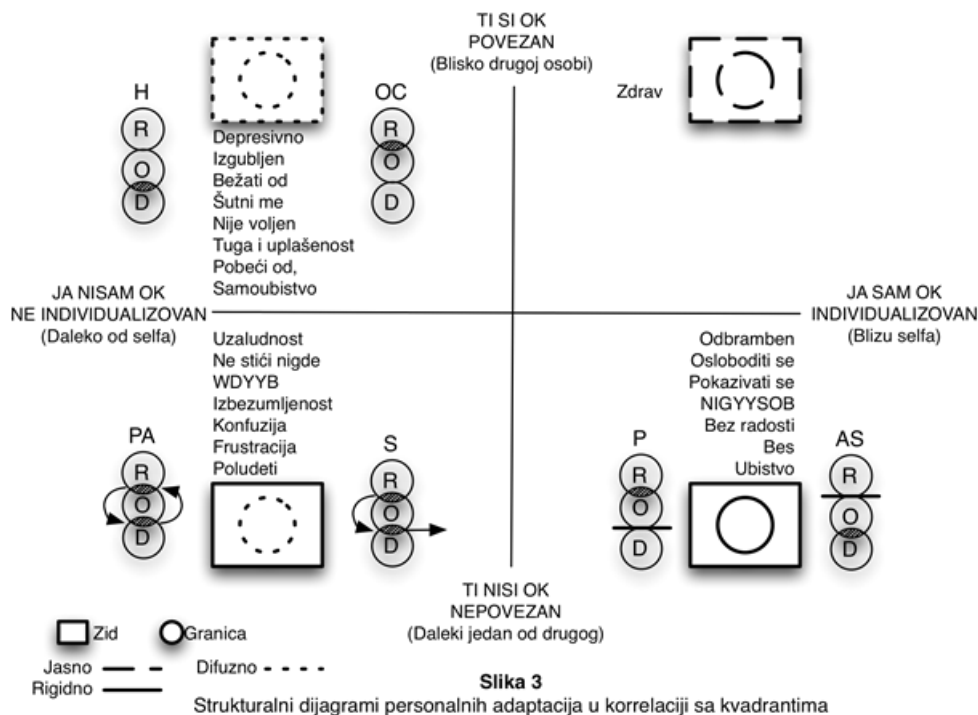 TI SI OK
POVEZAN
(Blisko drugoj osobi)
H
R
O
D
OC
R
O
D
Depresivno
Izgubljen
Bežati od
Šutni me
Nije voljen
Tuga i uplašenost
Pobeći od,
Samoubistvo
Zdrav
JA NISAM OK
NE INDIVIDUALIZOVAN
(Daleko od selfa)
JA SAM OK
INDIVIDUALIZOVAN
(Blizu selfa)
Uzaludnost
Ne stići nigde
WDYYB
Izbezumljenost
Konfuzija
Frustracija
Poludeti
PA
R
O
D
S
R
O
D
Odbramben
Osloboditi se
Pokazivati se
NIGYYSOB
Bez radosti
Bes
Ubistvo
P
R
O
D
AS
R
O
D
TI NISI OK
NEPOVEZAN
(Daleki jedan od drugog)
Zid Granica
Jasno Difuzno
Rigidno
Slika 3
Strukturalni dijagrami personalnih adaptacija u korrelaciji sa kvadrantima